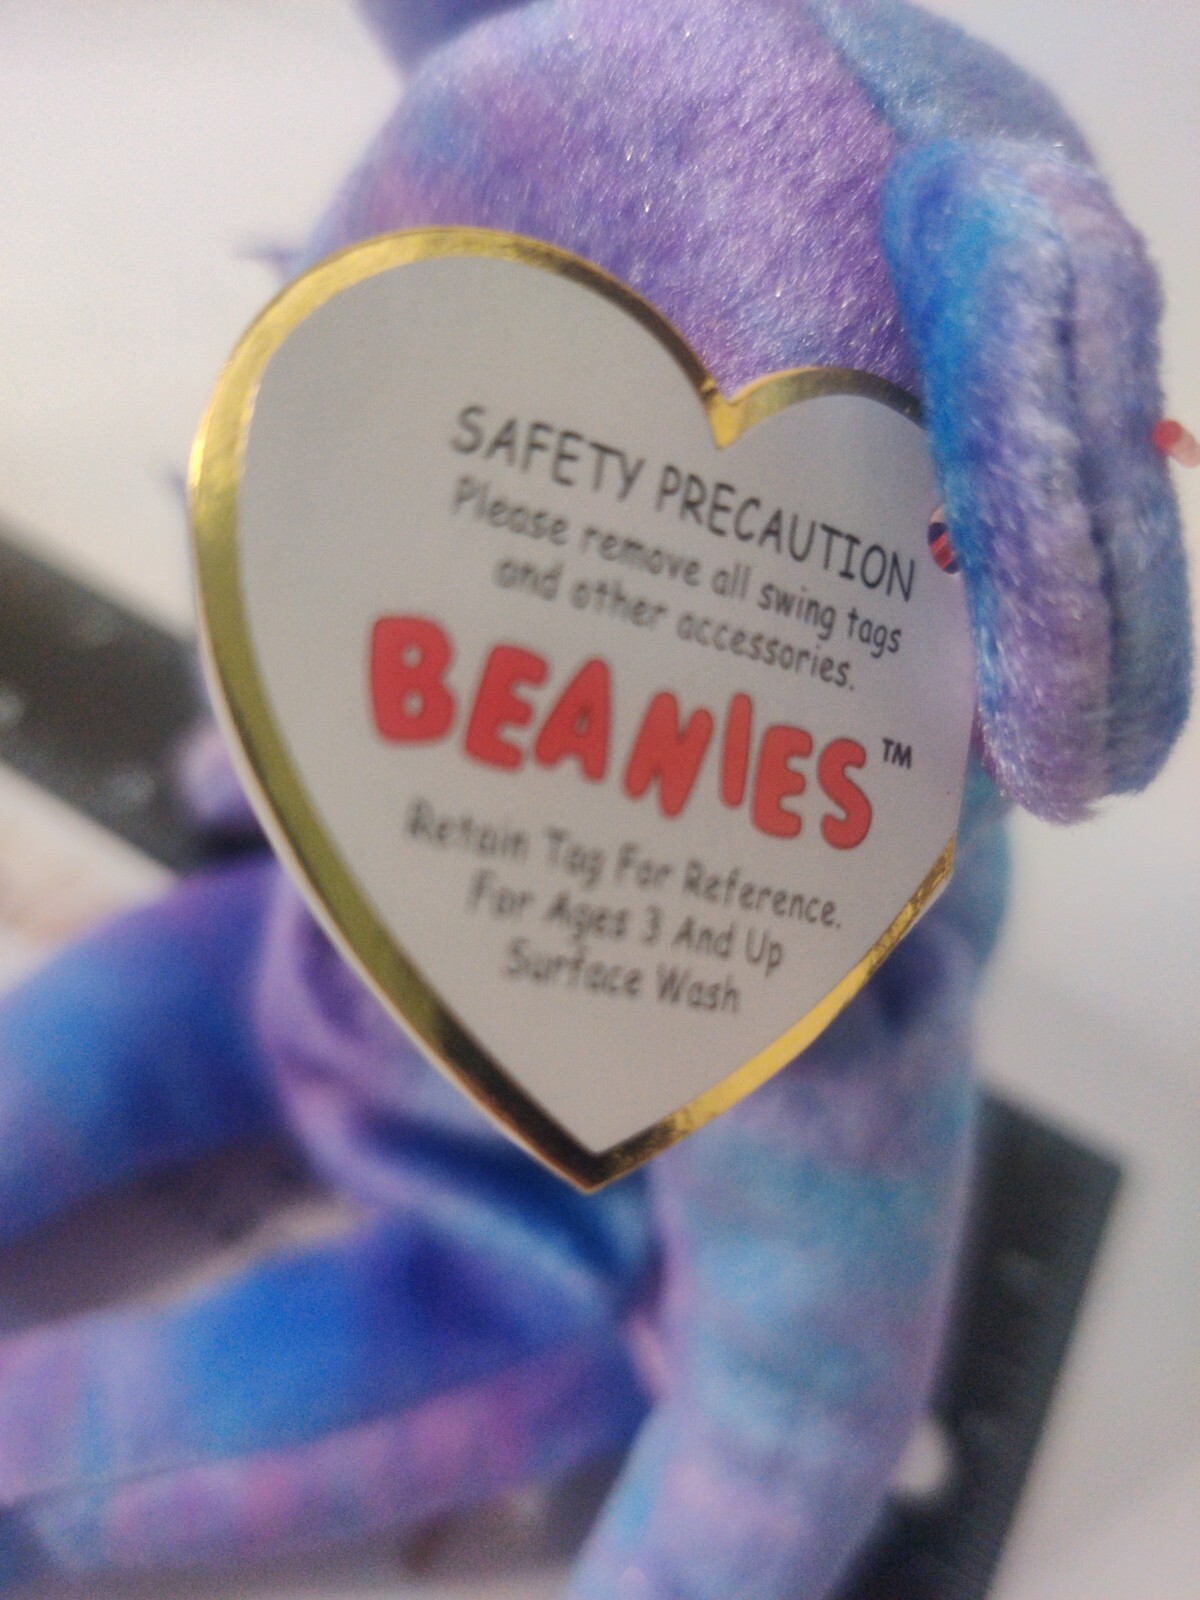 SAFETY PRECAUTION
Please remove all swing tags
and other accessories.
BEANIES™
Retain Tag For Reference.
For Ages 3 And Up
Surface Wash